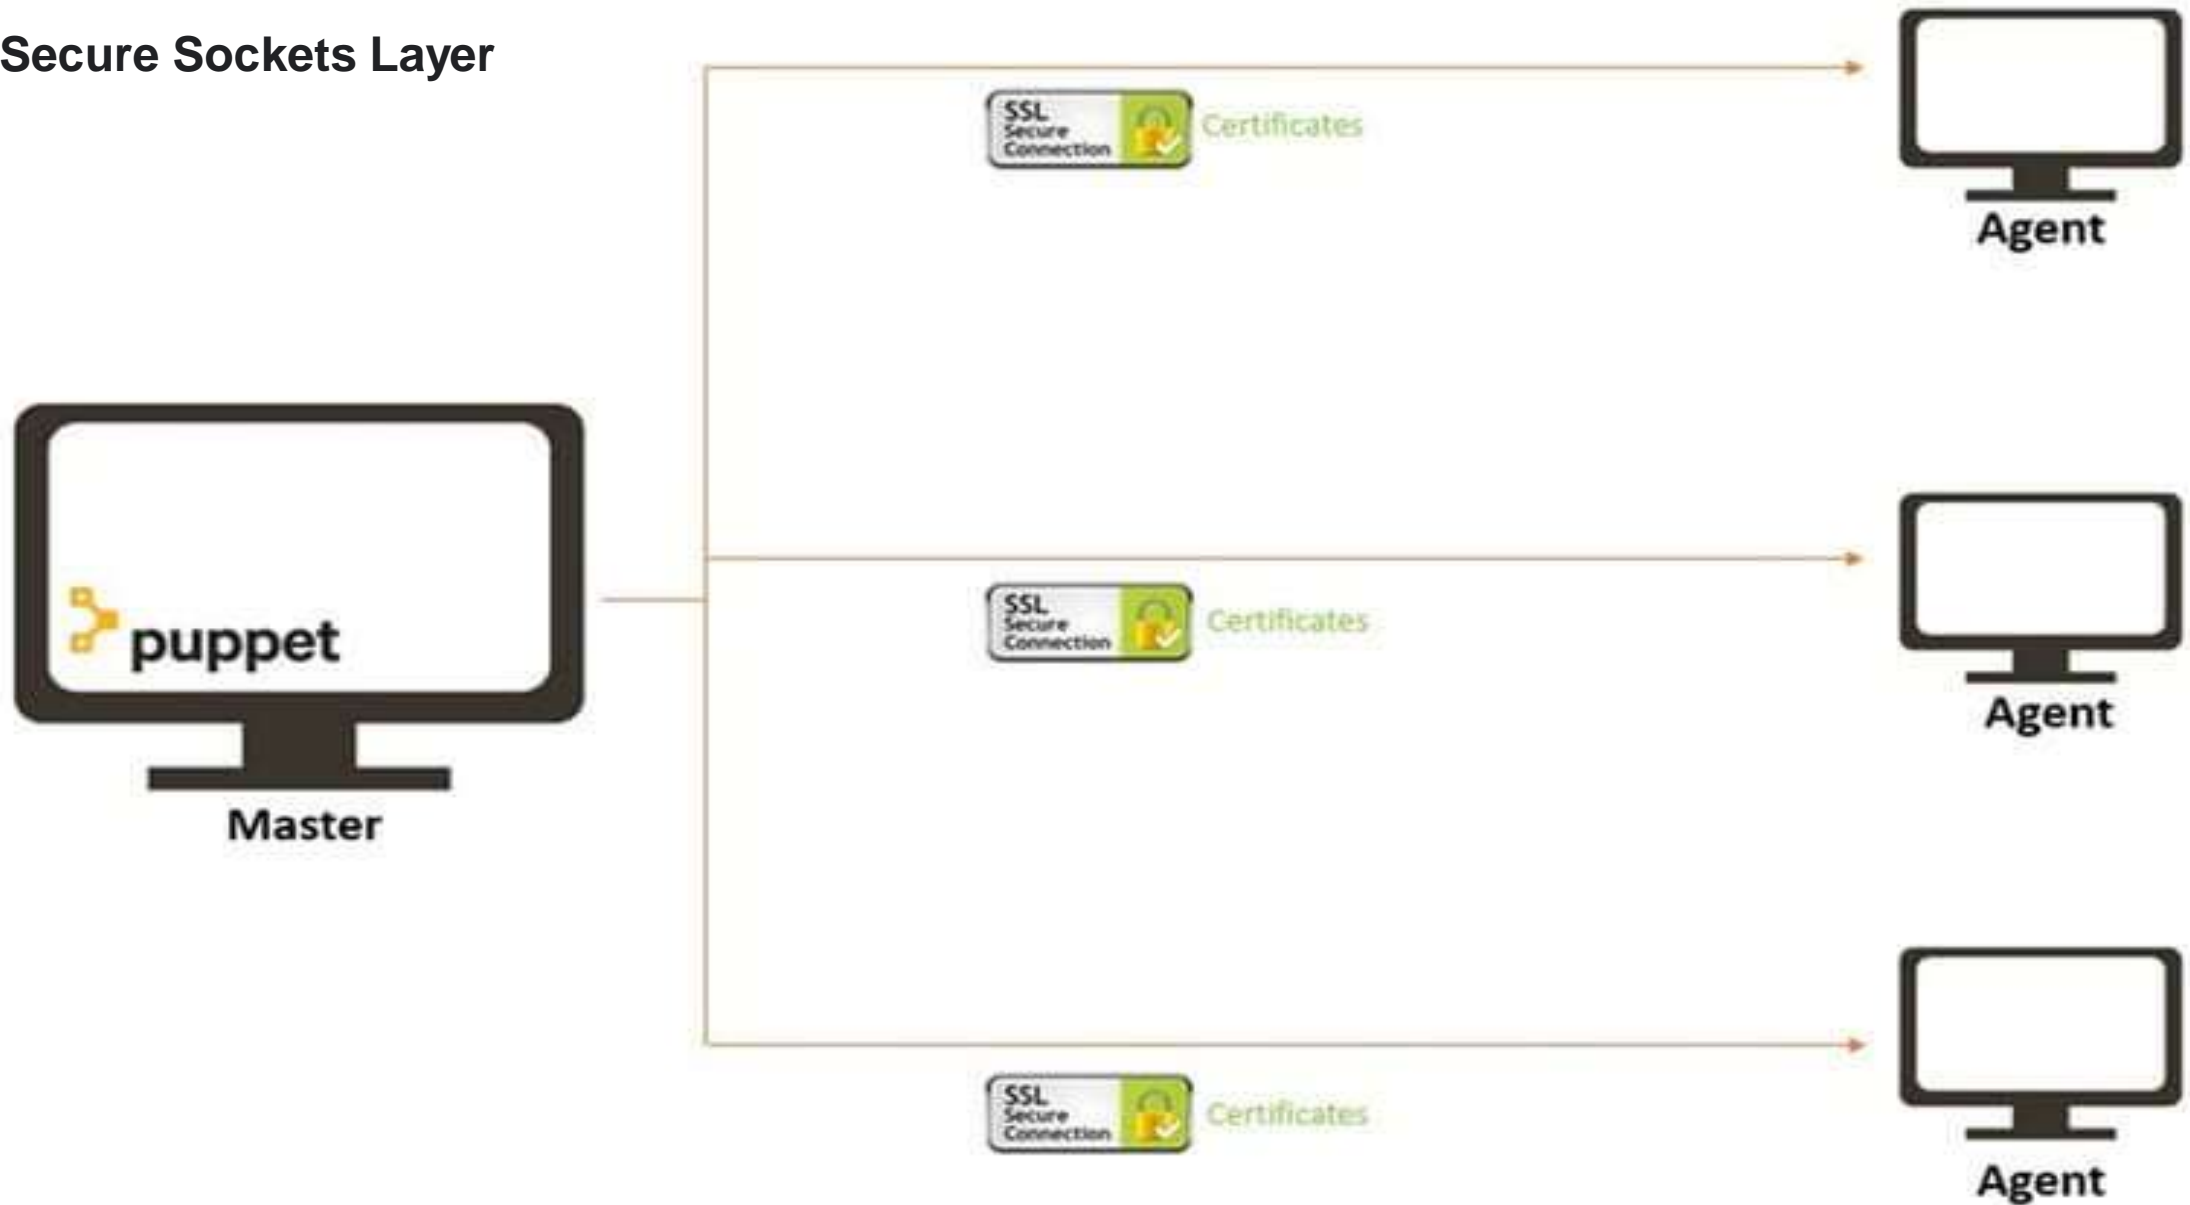 Secure Sockets Layer
SSL
Secure
Connection
Certificates
Agent
puppet
Master
SSL
Secure
Connection
Certificates
Agent
SSL
Secure
Connection
Certificates
Agent